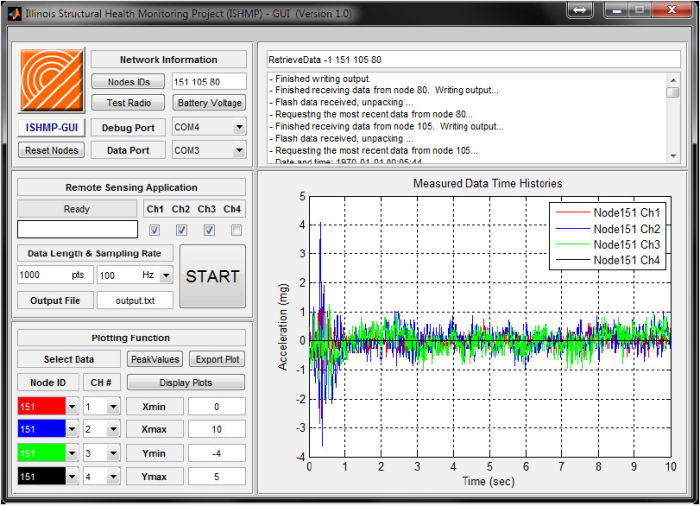 Illinois Structural Health Monitoring Project (ISHMP) - GUI (Version 1.0)
Network Information
Nodes IDs 151 105 80
Test Radio Battery Voltage
ISHMP-GUI Debug Port COM4
Reset Nodes Data Port COM3
RetrieveData -1 151 105 80
- Finished writing output.
- Finished receiving data from node 80. Writing output...
- Flash data received, unpacking ...
- Requesting the most recent data from node 80...
- Finished receiving data from node 105. Writing output...
- Flash data received, unpacking ...
- Requesting the most recent data from node 105...
- Date and time: 1970-01-01 00:05:44
Remote Sensing Application
Ready Ch1 Ch2 Ch3 Ch4
Data Length & Sampling Rate
1000 pts 100 Hz
START
Output File output.txt
Plotting Function
Select Data PeakValues Export Plot
Node ID CH # Display Plots
151 1 Xmin 0
151 2 Xmax 10
151 3 Ymin -4
151 4 Ymax 5
Measured Data Time Histories
Node151 Ch1
Node151 Ch2
Node151 Ch3
Node151 Ch4
Acceleration (mg)
5
4
3
2
1
0
-1
-2
-3
-4
0 1 2 3 4 5 6 7 8 9 10
Time (sec)